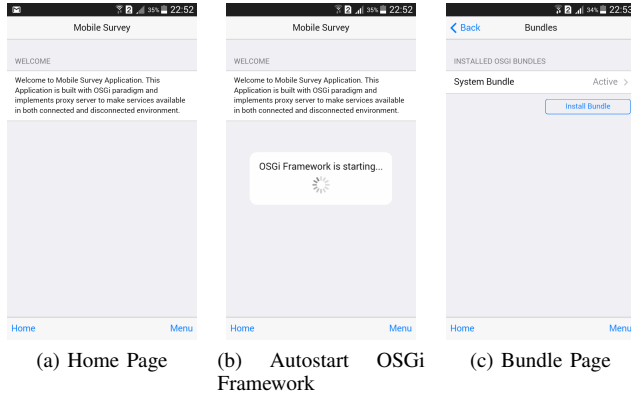 35% 22:52
Mobile Survey
WELCOME
Welcome to Mobile Survey Application. This
Application is built with OSGi paradigm and
implements proxy server to make services available
in both connected and disconnected environment.
Home Menu
(a) Home Page
35% 22:52
Mobile Survey
WELCOME
Welcome to Mobile Survey Application. This
Application is built with OSGi paradigm and
implements proxy server to make services available
in both connected and disconnected environment.
OSGi Framework is starting...
Home Menu
(b) Autostart OSGi
Framework
34% 22:53
Back Bundles
INSTALLED OSGI BUNDLES
System Bundle Active
Install Bundle
Home Menu
(c) Bundle Page